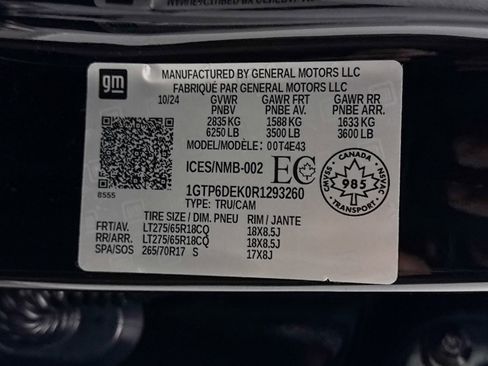 gm
MANUFACTURED BY GENERAL MOTORS LLC
FABRIQUÉ PAR GENERAL MOTORS LLC
10/24 GVWR GAWR FRT GAWR RR
PNBV PNBE AV. PNBE ARR.
2835 KG 1588 KG 1633 KG
6250 LB 3500 LB 3600 LB
MODEL/MODÈLE: 00T4E43
ICES/NMB-002 EC
1GTP6DEK0R1293260
TYPE: TRU/CAM
8555
CANADA
CMVSS NSVAC
985
TRANSPORT
TIRE SIZE / DIM. PNEU RIM / JANTE
FRT/AV. LT275/65R18CQ 18X8.5J
RR/ARR. LT275/65R18CQ 18X8.5J
SPA/SOS 265/70R17 S 17X8J